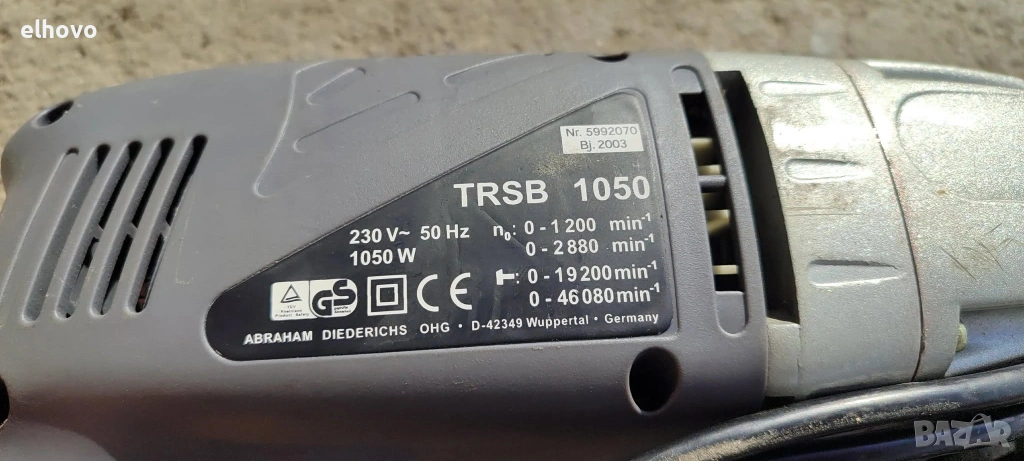 elhovo
Nr. 5992070
Bj. 2003
TRSB 1050
230 V~ 50 Hz n₀: 0 - 1 200 min⁻¹
1050 W 0 - 2 880 min⁻¹
0 - 19 200 min⁻¹
0 - 46 080 min⁻¹
GS CE
ABRAHAM DIEDERICHS OHG • D-42349 Wuppertal • Germany
BAZAR